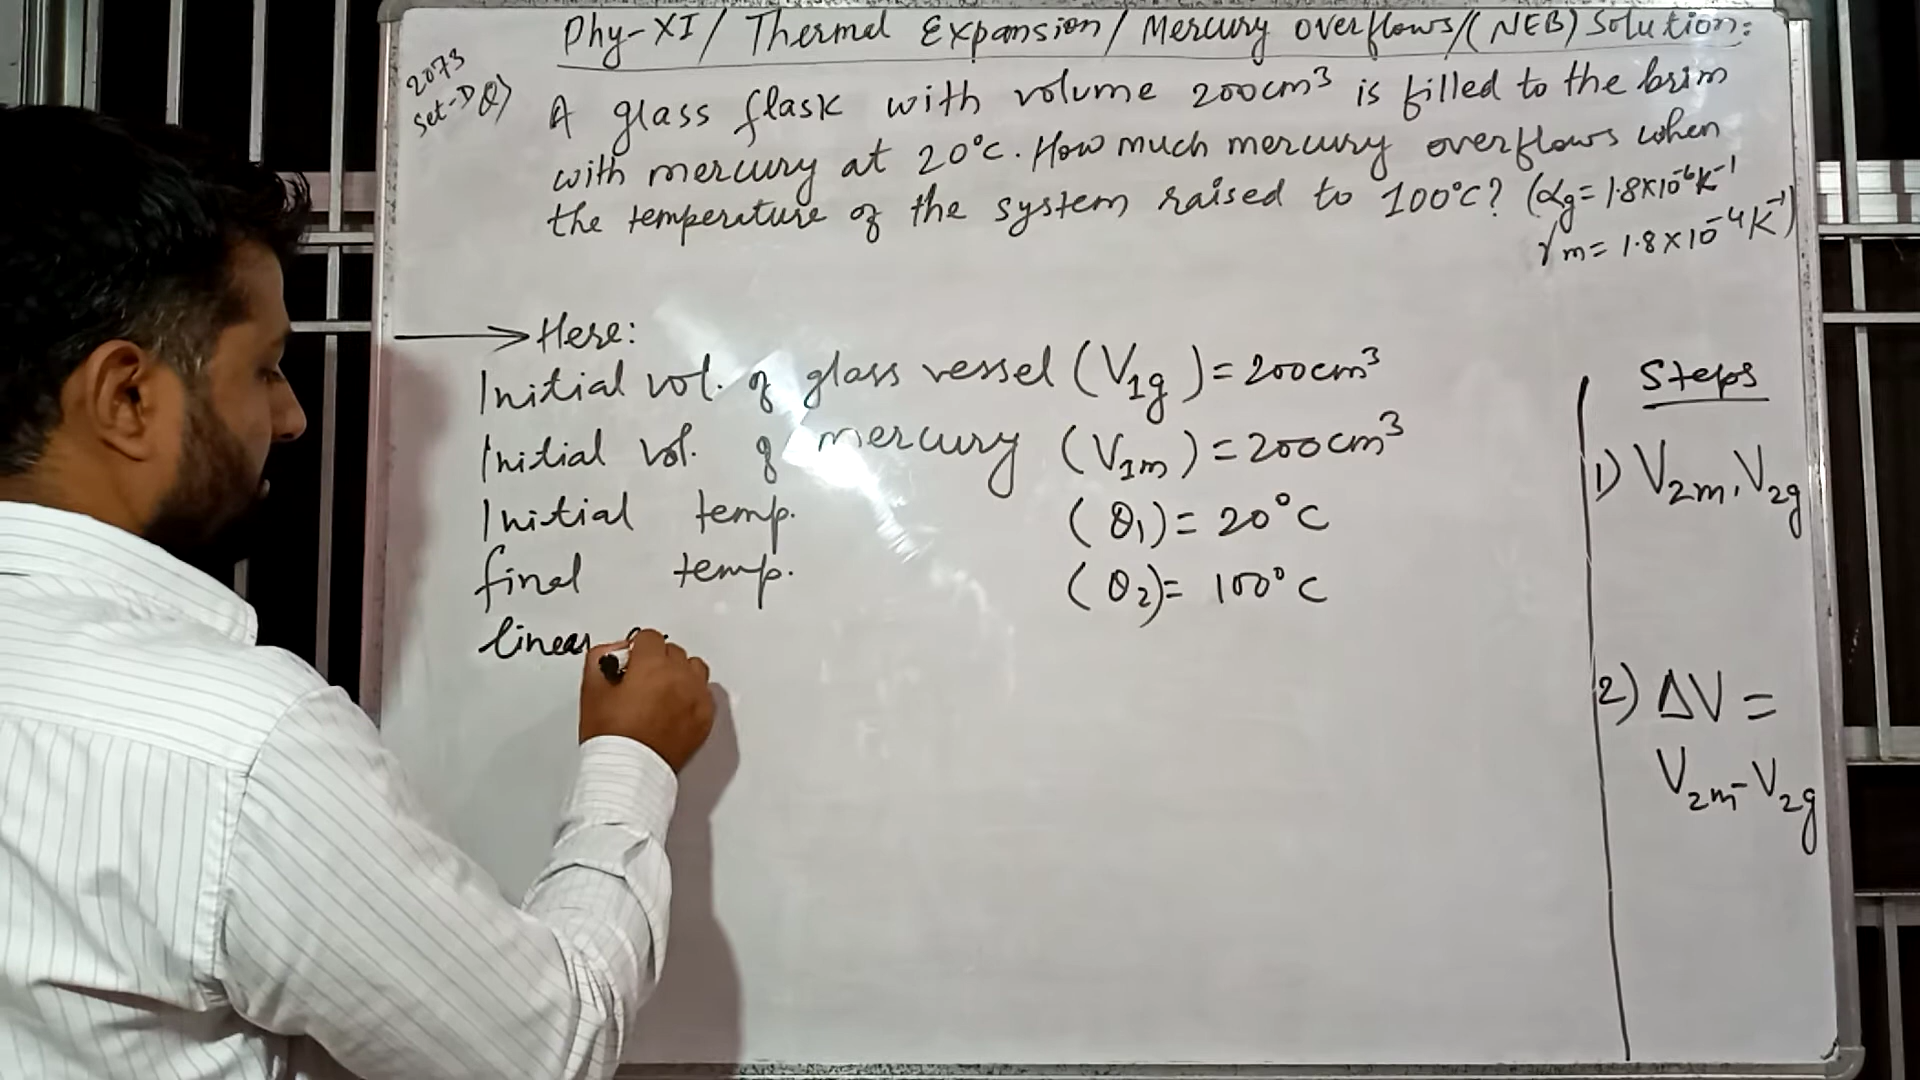 Phy-XI/ Thermal Expansion/ Mercury overflows/(NEB) Solution:
2073
Set-D Q)
A glass flask with volume 200cm³ is filled to the brim
with mercury at 20°C. How much mercury overflows when
the temperature of the system raised to 100°C? (αg = 1.8×10⁻⁶K⁻¹
γm = 1.8×10⁻⁴K⁻¹)
Here:
Initial vol. of glass vessel (V1g) = 200cm³
Initial vol. of mercury (V1m) = 200cm³
Initial temp. (θ1) = 20°C
final temp. (θ2) = 100°C
linear
Steps
1) V2m, V2g
2) ΔV =
V2m - V2g